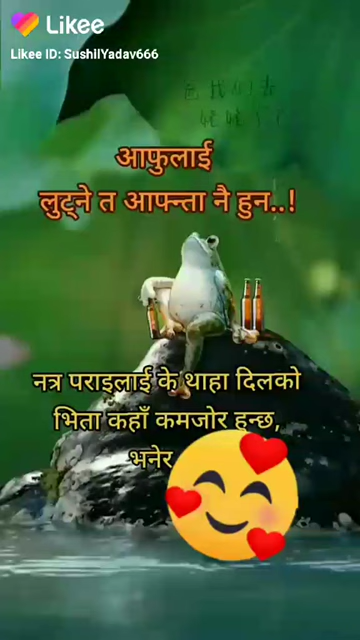 Likee
Likee ID: SushilYadav666
आफुलाई
लुट्ने त आफ्न्ता नै हुन..!
नत्र पराइलाई के थाहा दिलको
भिता कहाँ कमजोर हुन्छ,
भनेर